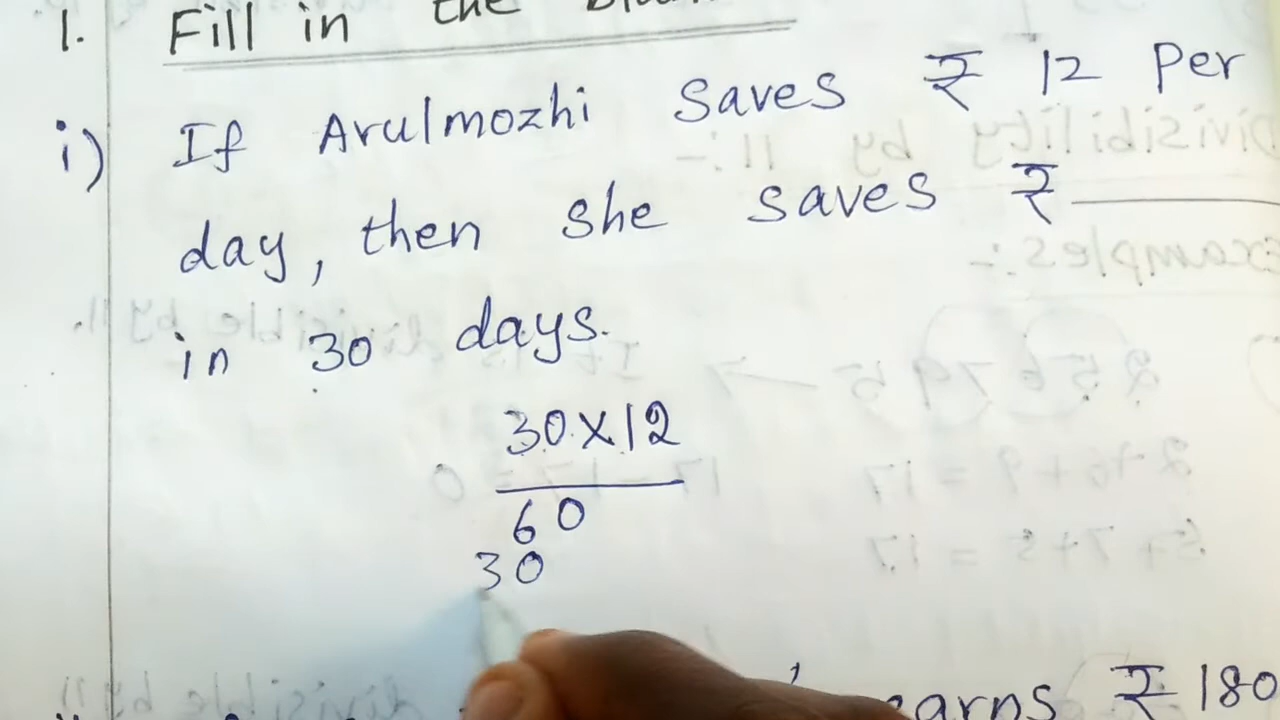 1. Fill in the
i) If Arulmozhi saves ₹ 12 Per
day, then she saves ₹ ______
in 30 days.
30 × 12
60
30
earns ₹ 180